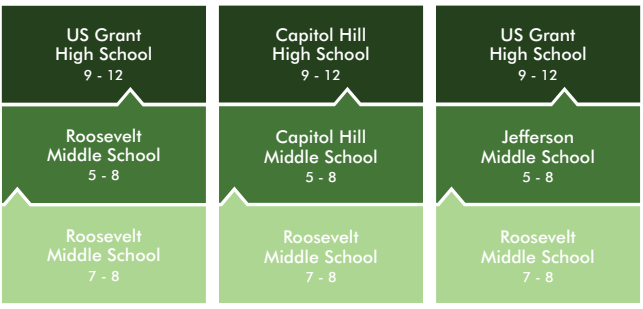 US Grant
High School
9 - 12
Roosevelt
Middle School
5 - 8
Roosevelt
Middle School
7 - 8
Capitol Hill
High School
9 - 12
Capitol Hill
Middle School
5 - 8
Roosevelt
Middle School
7 - 8
US Grant
High School
9 - 12
Jefferson
Middle School
5 - 8
Roosevelt
Middle School
7 - 8